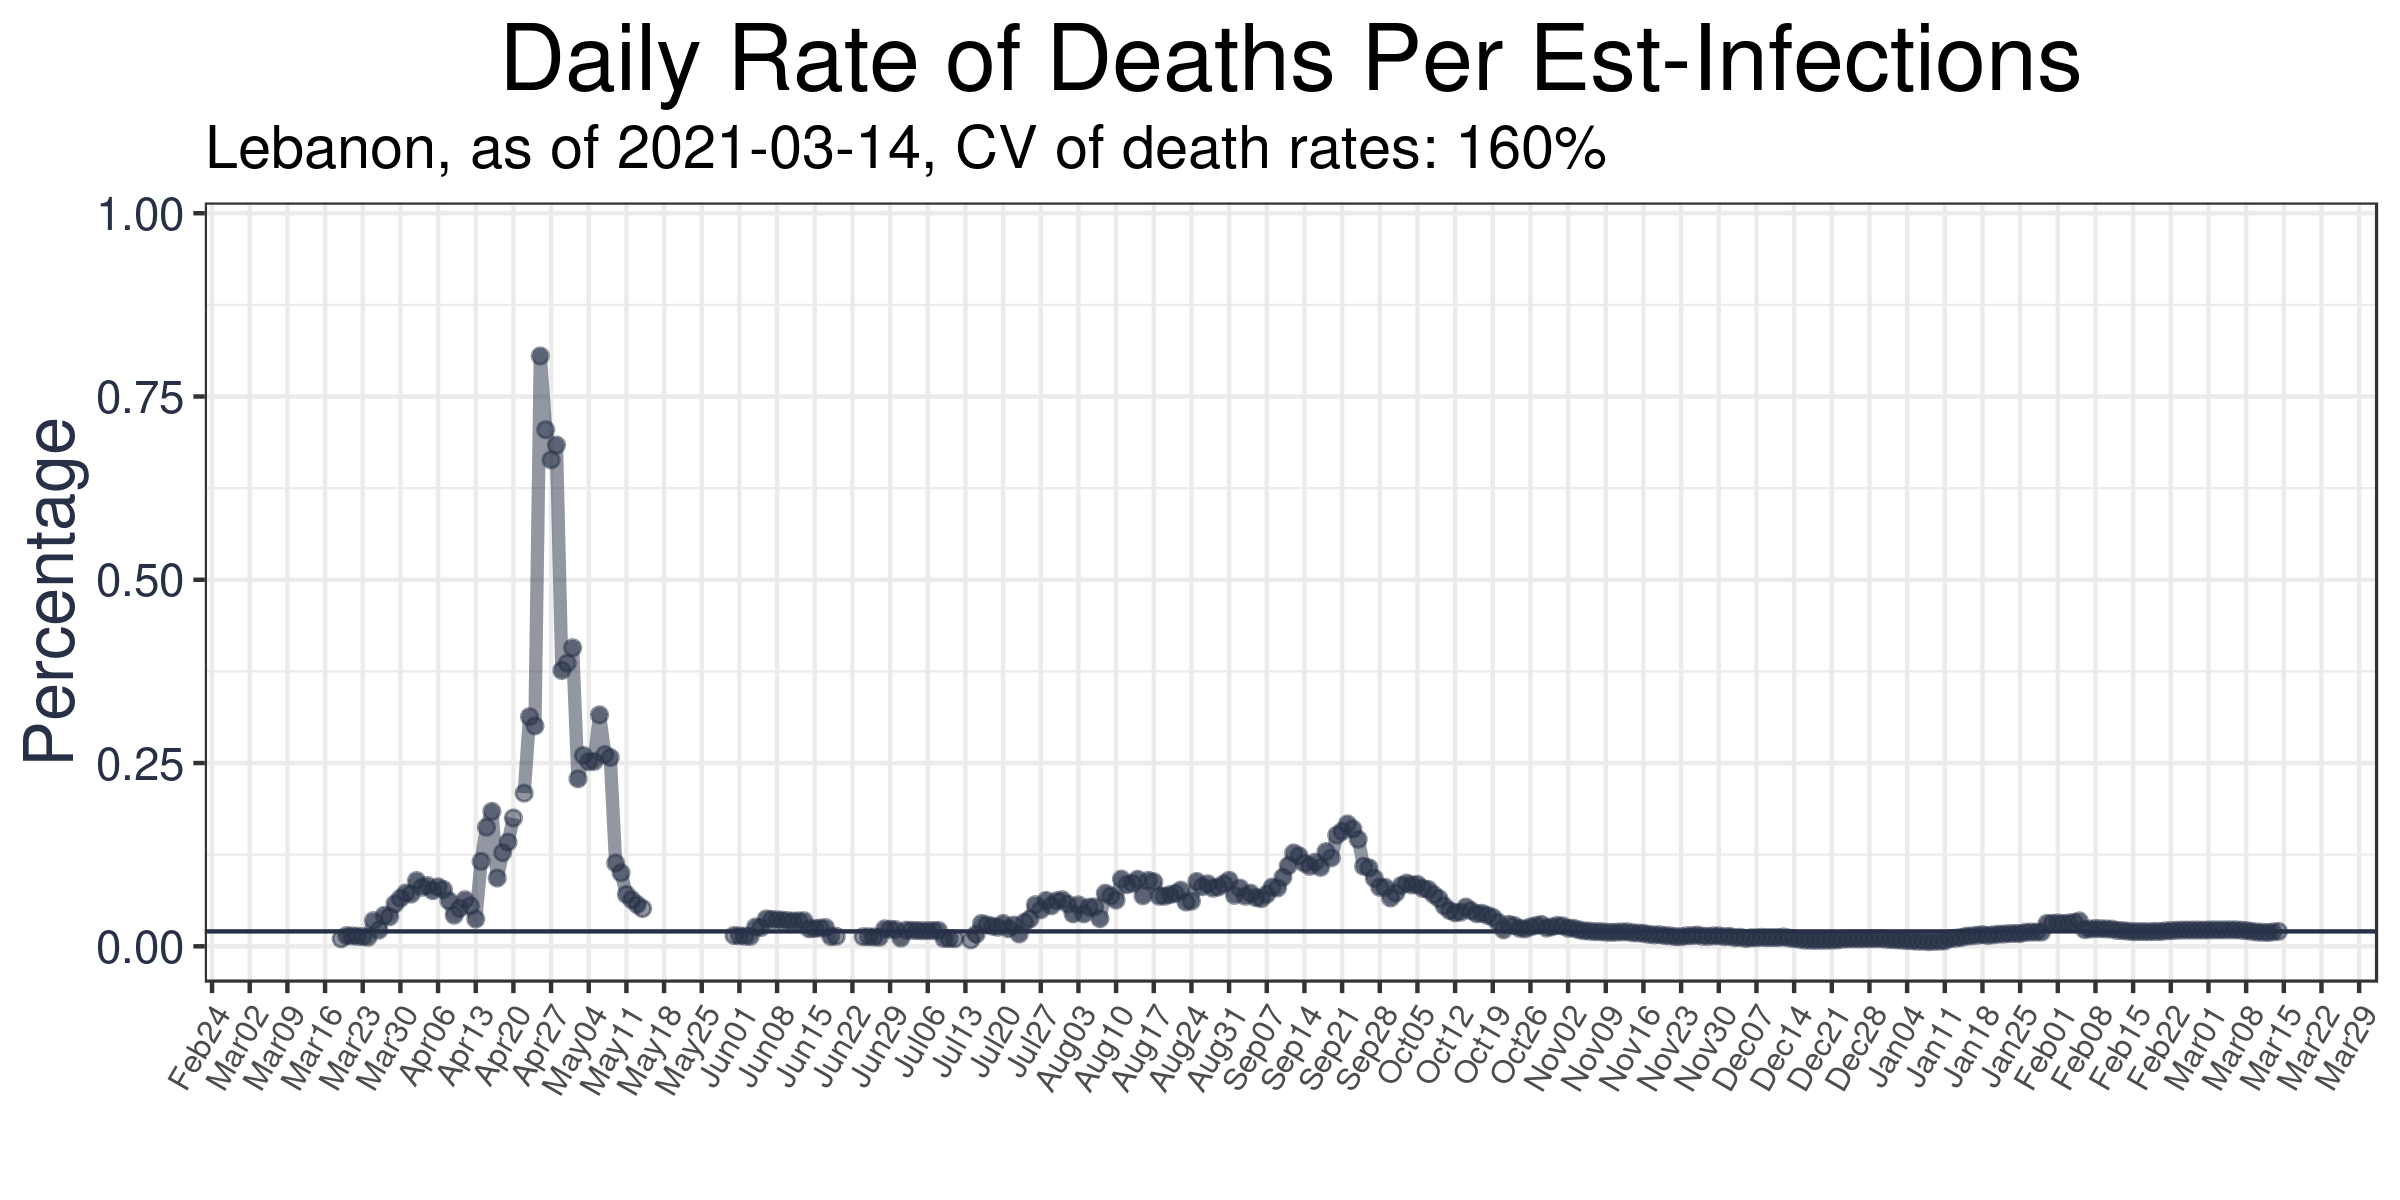 Daily Rate of Deaths Per Est-Infections
Lebanon, as of 2021-03-14, CV of death rates: 160%
Percentage
1.00
0.75
0.50
0.25
0.00
Feb24
Mar02
Mar09
Mar16
Mar23
Mar30
Apr06
Apr13
Apr20
Apr27
May04
May11
May18
May25
Jun01
Jun08
Jun15
Jun22
Jun29
Jul06
Jul13
Jul20
Jul27
Aug03
Aug10
Aug17
Aug24
Aug31
Sep07
Sep14
Sep21
Sep28
Oct05
Oct12
Oct19
Oct26
Nov02
Nov09
Nov16
Nov23
Nov30
Dec07
Dec14
Dec21
Dec28
Jan04
Jan11
Jan18
Jan25
Feb01
Feb08
Feb15
Feb22
Mar01
Mar08
Mar15
Mar22
Mar29